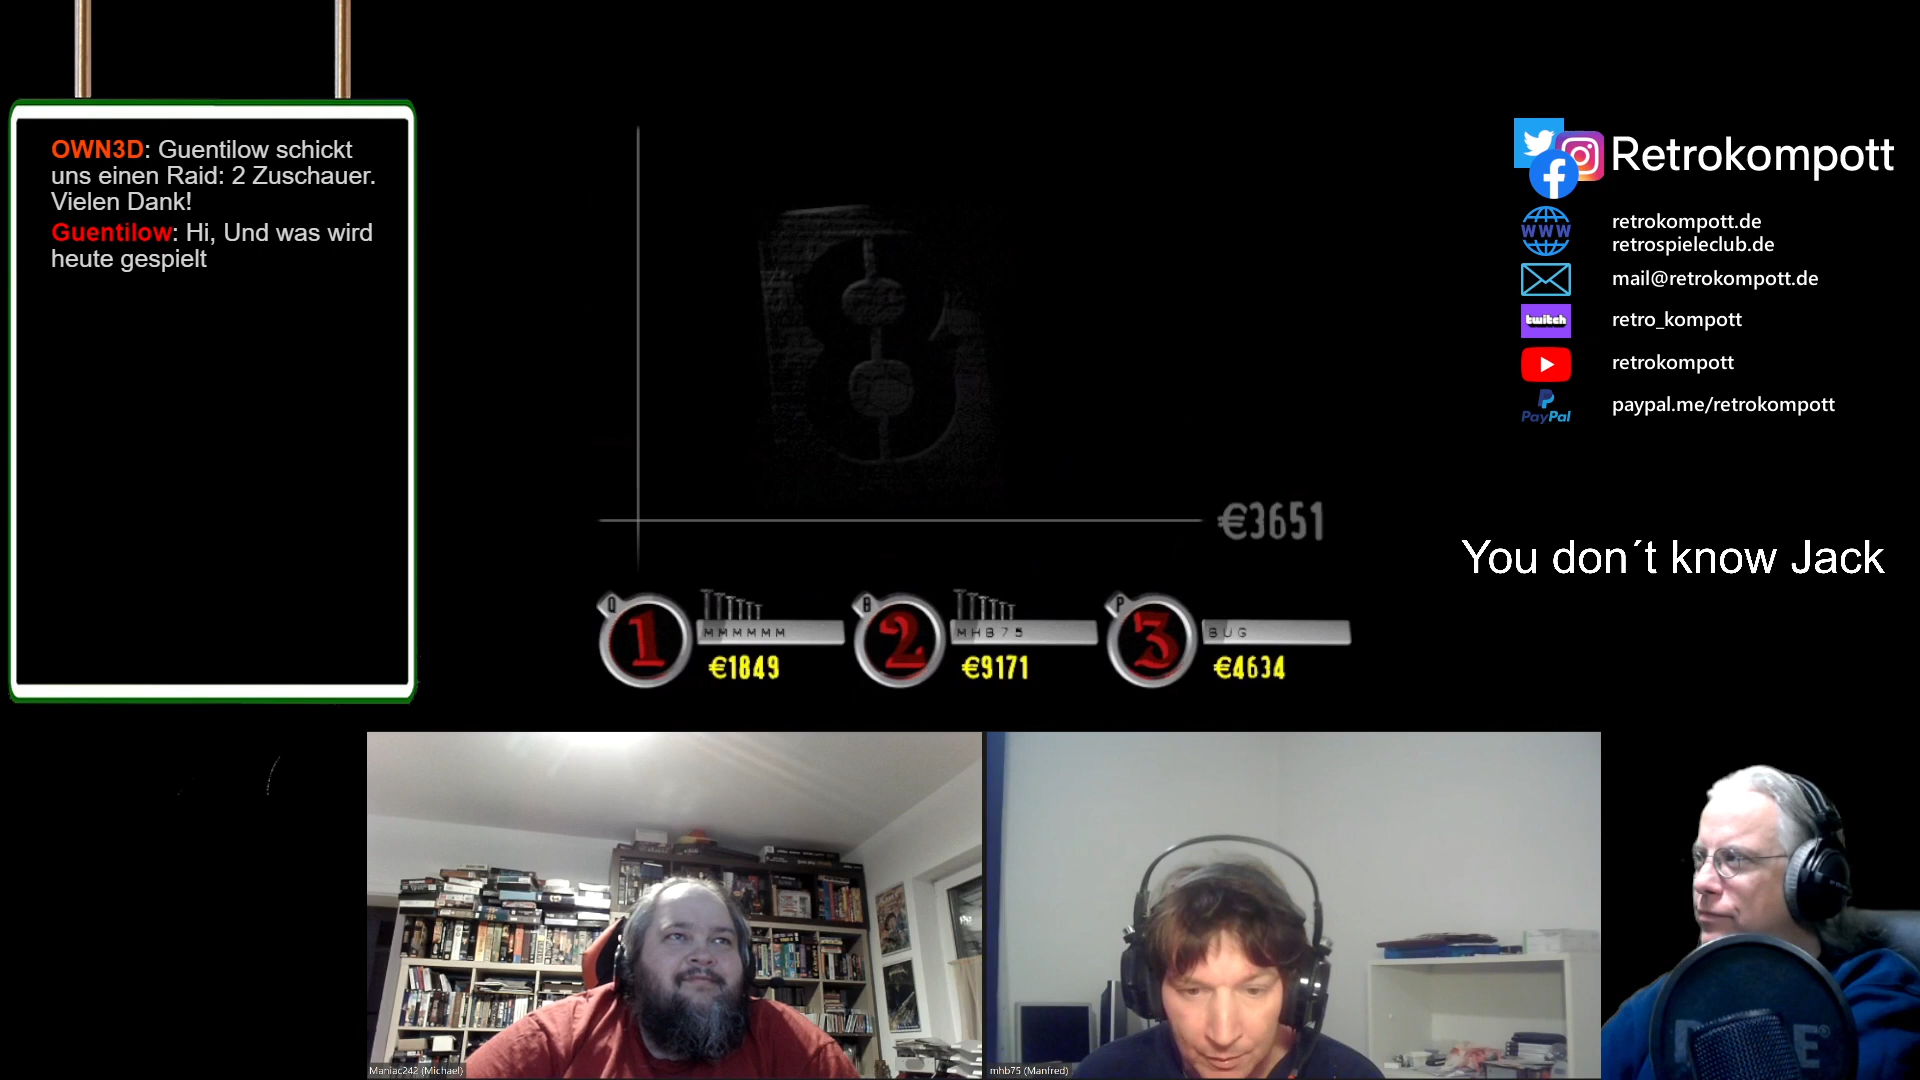 OWN3D: Guentilow schickt
uns einen Raid: 2 Zuschauer.
Vielen Dank!
Guentilow: Hi, Und was wird
heute gespielt
8
€3651
Q
1
MMMMMM
€1849
B
2
MHB75
€9171
P
3
BUG
€4634
Retrokompott
WWW
retrokompott.de
retrospieleclub.de
mail@retrokompott.de
twitch
retro_kompott
retrokompott
PayPal
paypal.me/retrokompott
You don´t know Jack
Maniac242 (Michael)
mhb75 (Manfred)